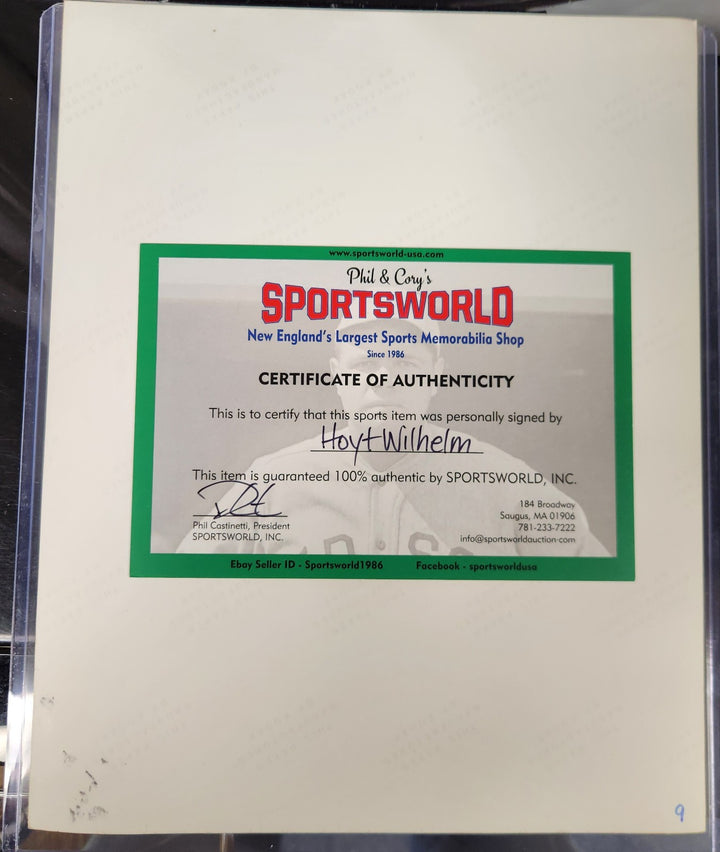 www.sportsworld-usa.com
Phil & Cory's
SPORTSWORLD
New England's Largest Sports Memorabilia Shop
Since 1986
CERTIFICATE OF AUTHENTICITY
This is to certify that this sports item was personally signed by
Hoyt Wilhelm
This item is guaranteed 100% authentic by SPORTSWORLD, INC.
Phil Castinetti, President
SPORTSWORLD, INC.
184 Broadway
Saugus, MA 01906
781-233-7222
info@sportsworldauction-com
Ebay Seller ID - Sportsworld1986 Facebook - sportsworldusa
9